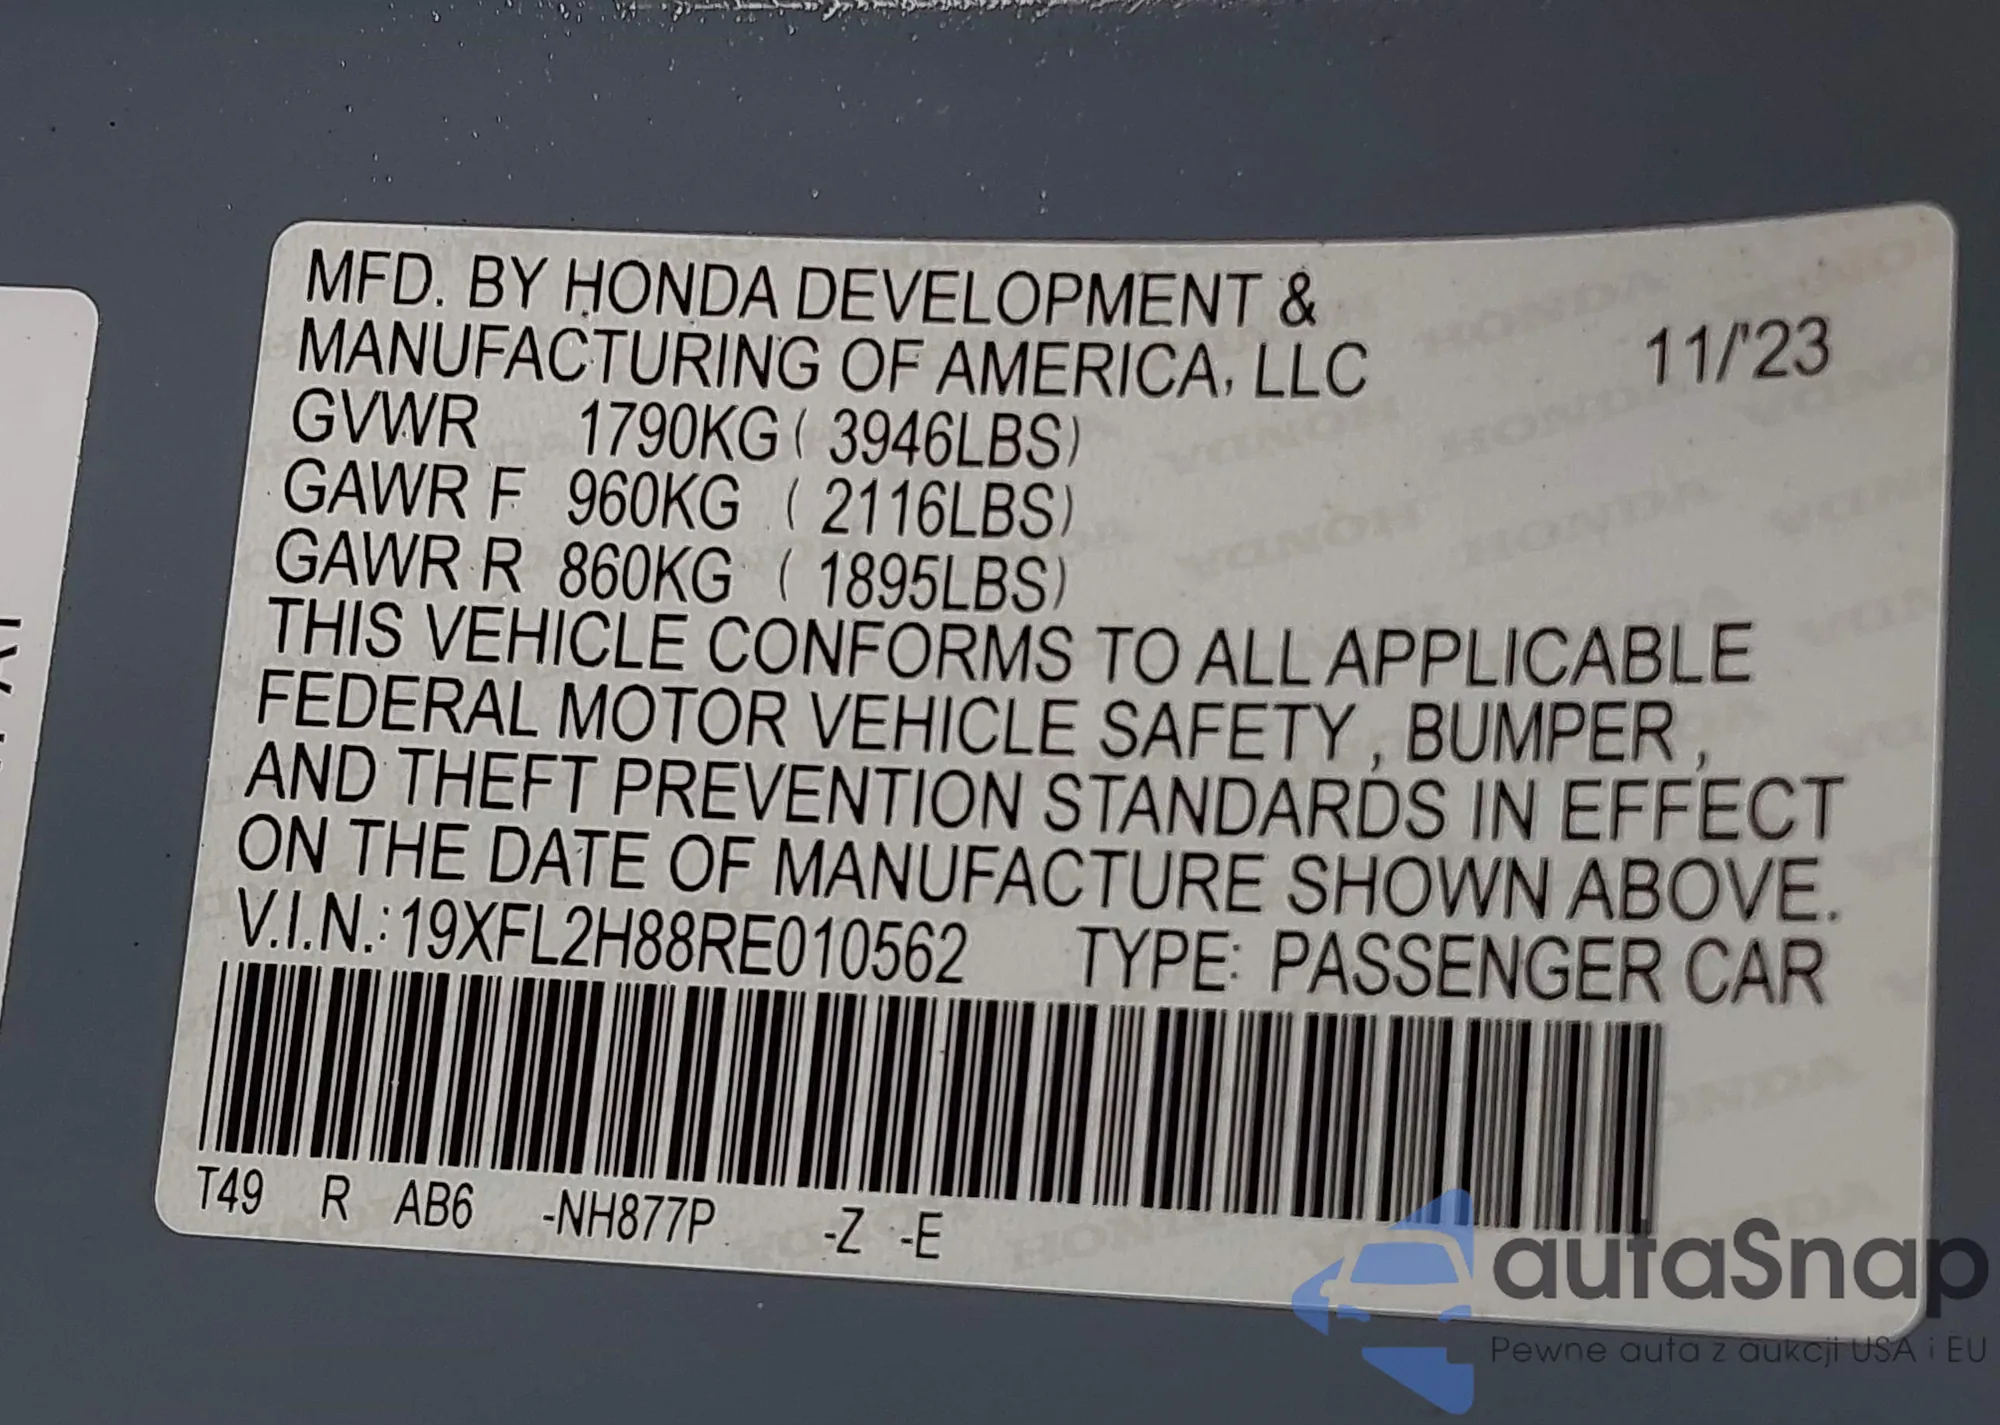 MFD. BY HONDA DEVELOPMENT &
MANUFACTURING OF AMERICA, LLC 11/'23
GVWR 1790KG ( 3946LBS)
GAWR F 960KG ( 2116LBS)
GAWR R 860KG ( 1895LBS)
THIS VEHICLE CONFORMS TO ALL APPLICABLE
FEDERAL MOTOR VEHICLE SAFETY , BUMPER ,
AND THEFT PREVENTION STANDARDS IN EFFECT
ON THE DATE OF MANUFACTURE SHOWN ABOVE.
V.I.N.: 19XFL2H88RE010562 TYPE: PASSENGER CAR
T49 R AB6 -NH877P -Z -E
autaSnap
Pewne auta z aukcji USA i EU